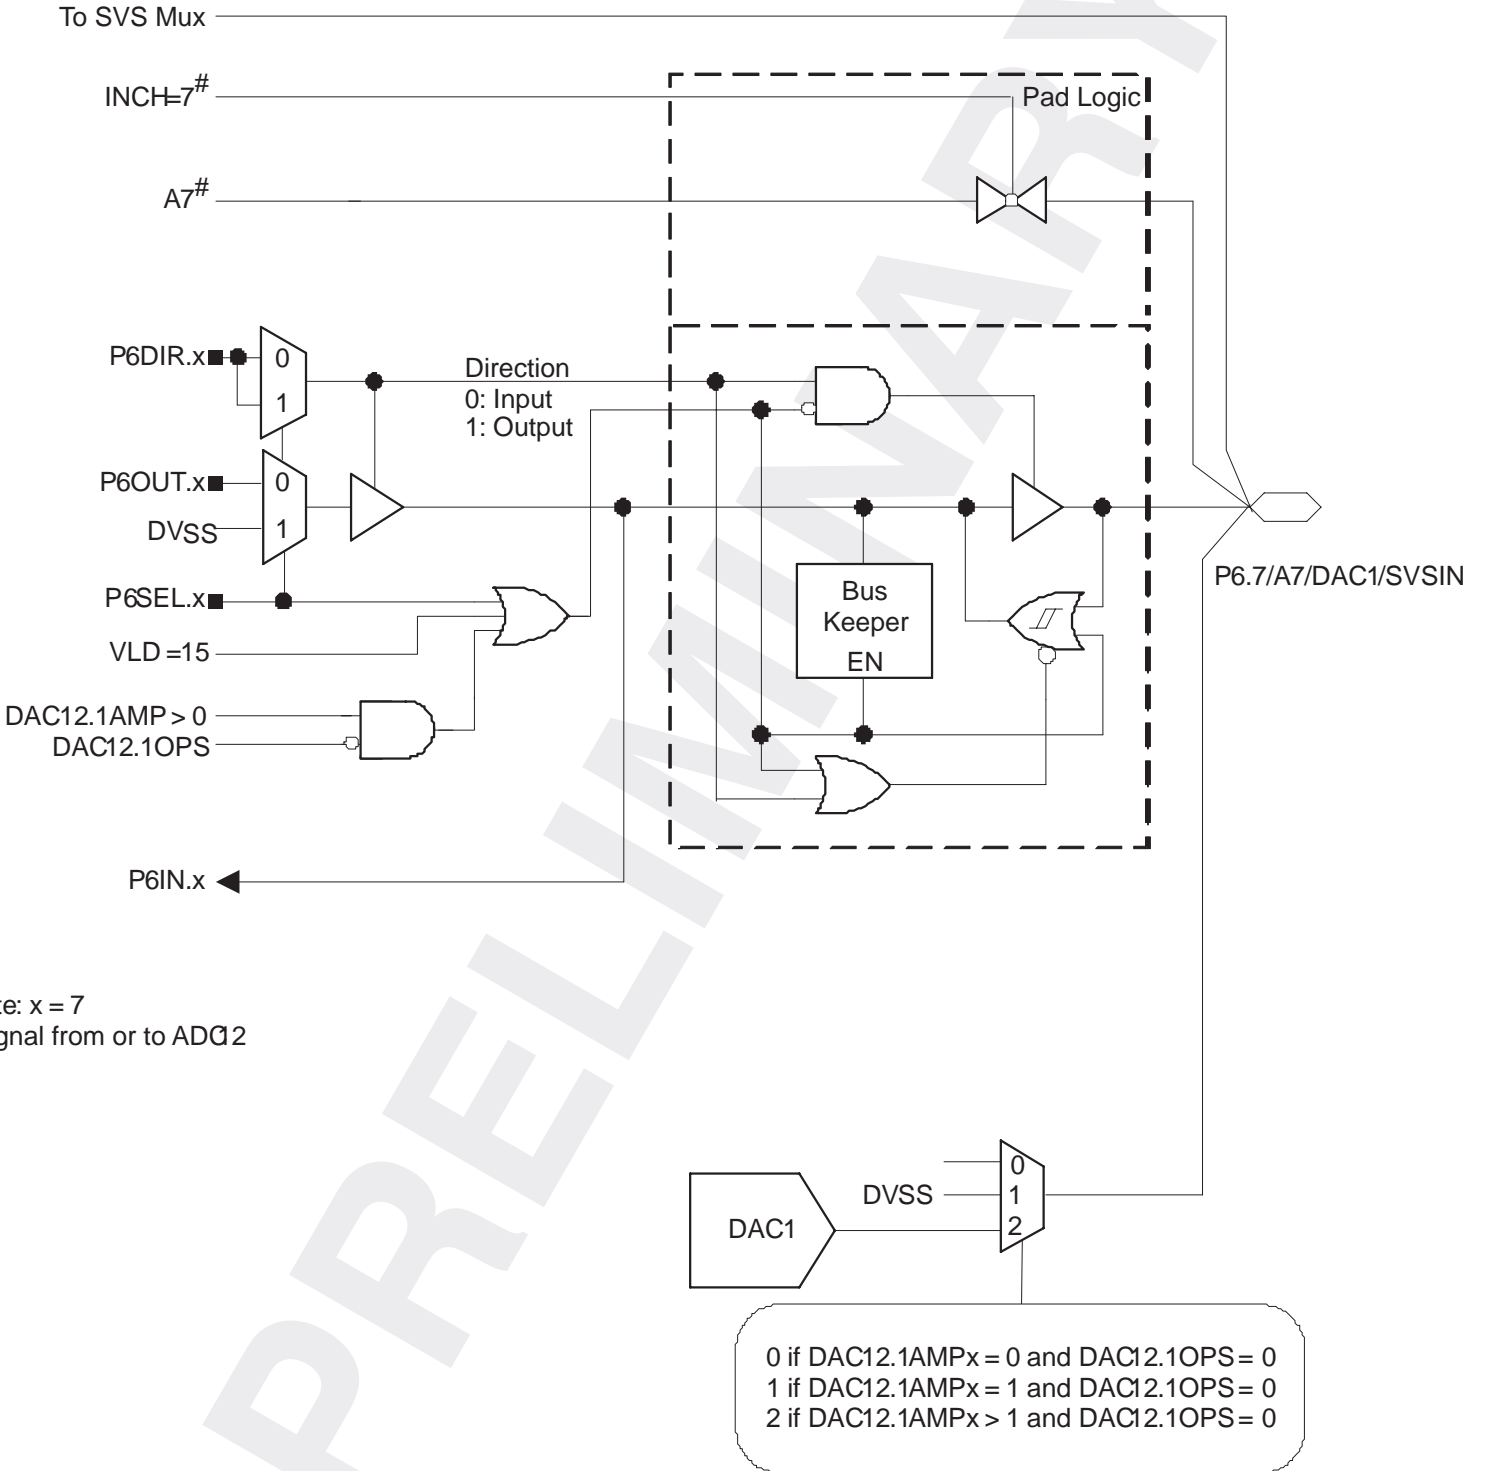 To SVS Mux
INCH=7#
Pad Logic
A7#
P6DIR.x
0
1
Direction
0: Input
1: Output
P6OUT.x
0
DVSS
1
P6SEL.x
VLD =15
DAC12.1AMP > 0
DAC12.1OPS
Bus
Keeper
EN
P6.7/A7/DAC1/SVSIN
P6IN.x
te: x = 7
gnal from or to ADC12
DAC1
0
DVSS
1
2
0 if DAC12.1AMPx = 0 and DAC12.1OPS = 0
1 if DAC12.1AMPx = 1 and DAC12.1OPS = 0
2 if DAC12.1AMPx > 1 and DAC12.1OPS = 0
PRELIMINARY